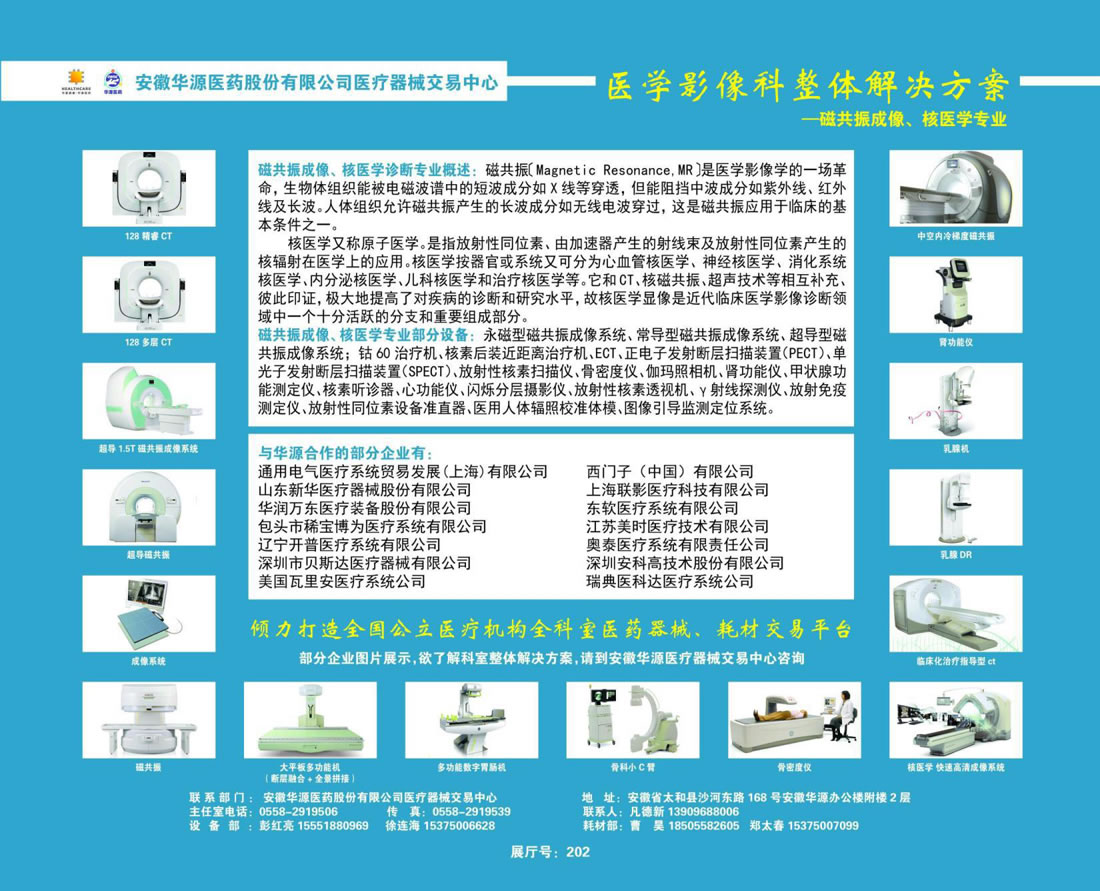 HEALTHCARE
华源医药
安徽华源医药股份有限公司医疗器械交易中心
医学影像科整体解决方案
—磁共振成像、核医学专业
磁共振成像、核医学诊断专业概述：磁共振〔Magnetic Resonance,MR〕是医学影像学的一场革
命，生物体组织能被电磁波谱中的短波成分如 X 线等穿透，但能阻挡中波成分如紫外线、红外
线及长波。人体组织允许磁共振产生的长波成分如无线电波穿过，这是磁共振应用于临床的基
本条件之一。
核医学又称原子医学。是指放射性同位素、由加速器产生的射线束及放射性同位素产生的
核辐射在医学上的应用。核医学按器官或系统又可分为心血管核医学、神经核医学、消化系统
核医学、内分泌核医学、儿科核医学和治疗核医学等。它和CT、核磁共振、超声技术等相互补充、
彼此印证，极大地提高了对疾病的诊断和研究水平，故核医学显像是近代临床医学影像诊断领
域中一个十分活跃的分支和重要组成部分。
磁共振成像、核医学专业部分设备：永磁型磁共振成像系统、常导型磁共振成像系统、超导型磁
共振成像系统；钴60 治疗机、核素后装近距离治疗机、ECT、正电子发射断层扫描装置(PECT)、单
光子发射断层扫描装置(SPECT)、放射性核素扫描仪、骨密度仪、伽玛照相机、肾功能仪、甲状腺功
能测定仪、核素听诊器、心功能仪、闪烁分层摄影仪、放射性核素透视机、γ射线探测仪、放射免疫
测定仪、放射性同位素设备准直器、医用人体辐照校准体模、图像引导监测定位系统。
与华源合作的部分企业有：
通用电气医疗系统贸易发展(上海)有限公司
西门子（中国）有限公司
山东新华医疗器械股份有限公司
上海联影医疗科技有限公司
华润万东医疗装备股份有限公司
东软医疗系统有限公司
包头市稀宝博为医疗系统有限公司
江苏美时医疗技术有限公司
辽宁开普医疗系统有限公司
奥泰医疗系统有限责任公司
深圳市贝斯达医疗器械有限公司
深圳安科高技术股份有限公司
美国瓦里安医疗系统公司
瑞典医科达医疗系统公司
128 精睿 CT
128 多层 CT
超导 1.5T 磁共振成像系统
超导磁共振
成像系统
中空内冷梯度磁共振
肾功能仪
乳腺机
乳腺 DR
临床化治疗指导型 ct
倾力打造全国公立医疗机构全科室医药器械、耗材交易平台
部分企业图片展示，欲了解科室整体解决方案，请到安徽华源医疗器械交易中心咨询
磁共振
大平板多功能机
（断层融合 + 全景拼接）
多功能数字胃肠机
骨科小 C 臂
骨密度仪
核医学 快速高清成像系统
联 系 部 门： 安徽华源医药股份有限公司医疗器械交易中心
主任室电话：0558-2919506 传 真：0558-2919539
设 备 部 ：彭红亮 15551880969 徐连海 15375006628
地 址：安徽省太和县沙河东路 168 号安徽华源办公楼附楼 2 层
联系人：凡德新 13909688006
耗材部：曹 昊 18505582605 郑太春 15375007099
展厅号：202